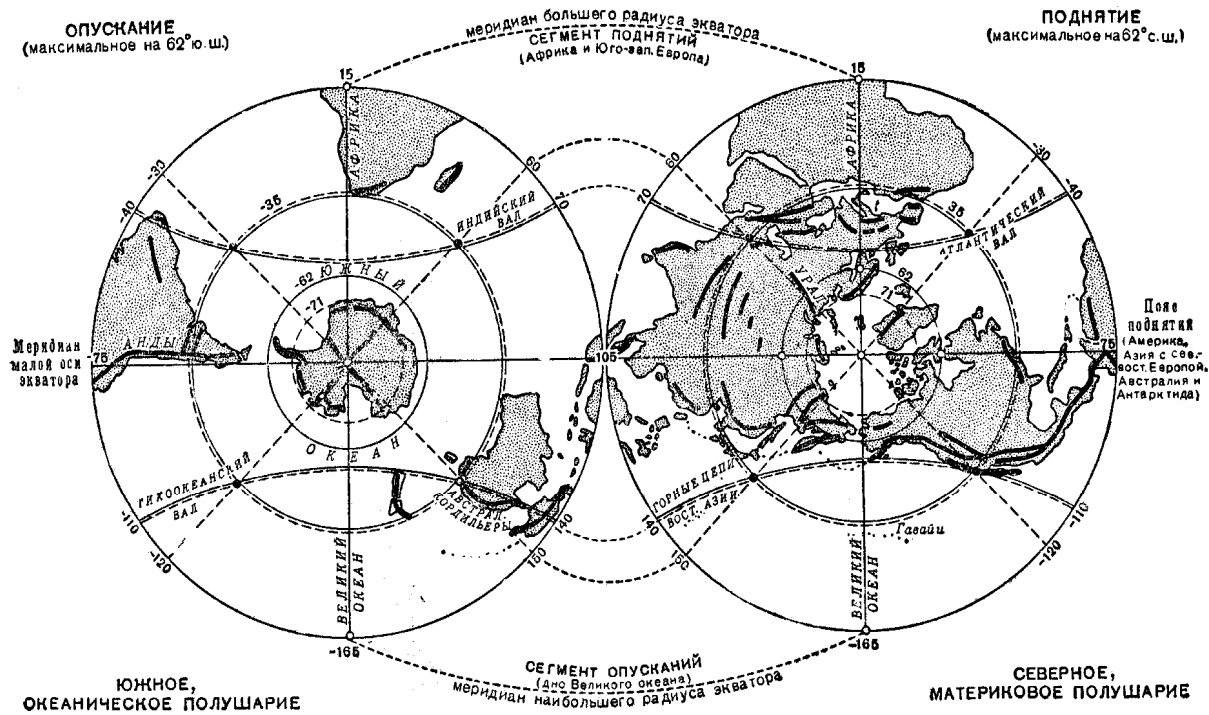 ОПУСКАНИЕ
(максимальное на 62° ю.ш.)
меридиан большего радиуса экватора
СЕГМЕНТ ПОДНЯТИЙ
(Африка и Юго-зап. Европа)
ПОДНЯТИЕ
(максимальное на 62° с.ш.)
15
15
АФРИКА
АФРИКА
-30
60
60
-30
-40
-35
ИНДИЙСКИЙ
ВАЛ
70
70
35
-40
АТЛАНТИЧЕСКИЙ
ВАЛ
-62
ЮЖНЫЙ
-71
УРАЛ
62
71
Меридиан
малой оси
экватора
-75
АНДЫ
105
-75
Пояс
поднятий
(Америка,
Азия с сев.-
вост. Европой,
Австралия и
Антарктида)
ОКЕАН
ТИХООКЕАНСКИЙ
ВАЛ
АВСТРАЛ.
КОРДИЛЬЕРЫ
ГОРНЫЕ ЦЕПИ
ВОСТ. АЗИИ
-110
-120
140
150
140
150
Гавайи
-110
-120
ВЕЛИКИЙ
ОКЕАН
ВЕЛИКИЙ
ОКЕАН
-165
-165
СЕГМЕНТ ОПУСКАНИЙ
(дно Великого океана)
меридиан наибольшего радиуса экватора
ЮЖНОЕ,
ОКЕАНИЧЕСКОЕ ПОЛУШАРИЕ
СЕВЕРНОЕ,
МАТЕРИКОВОЕ ПОЛУШАРИЕ